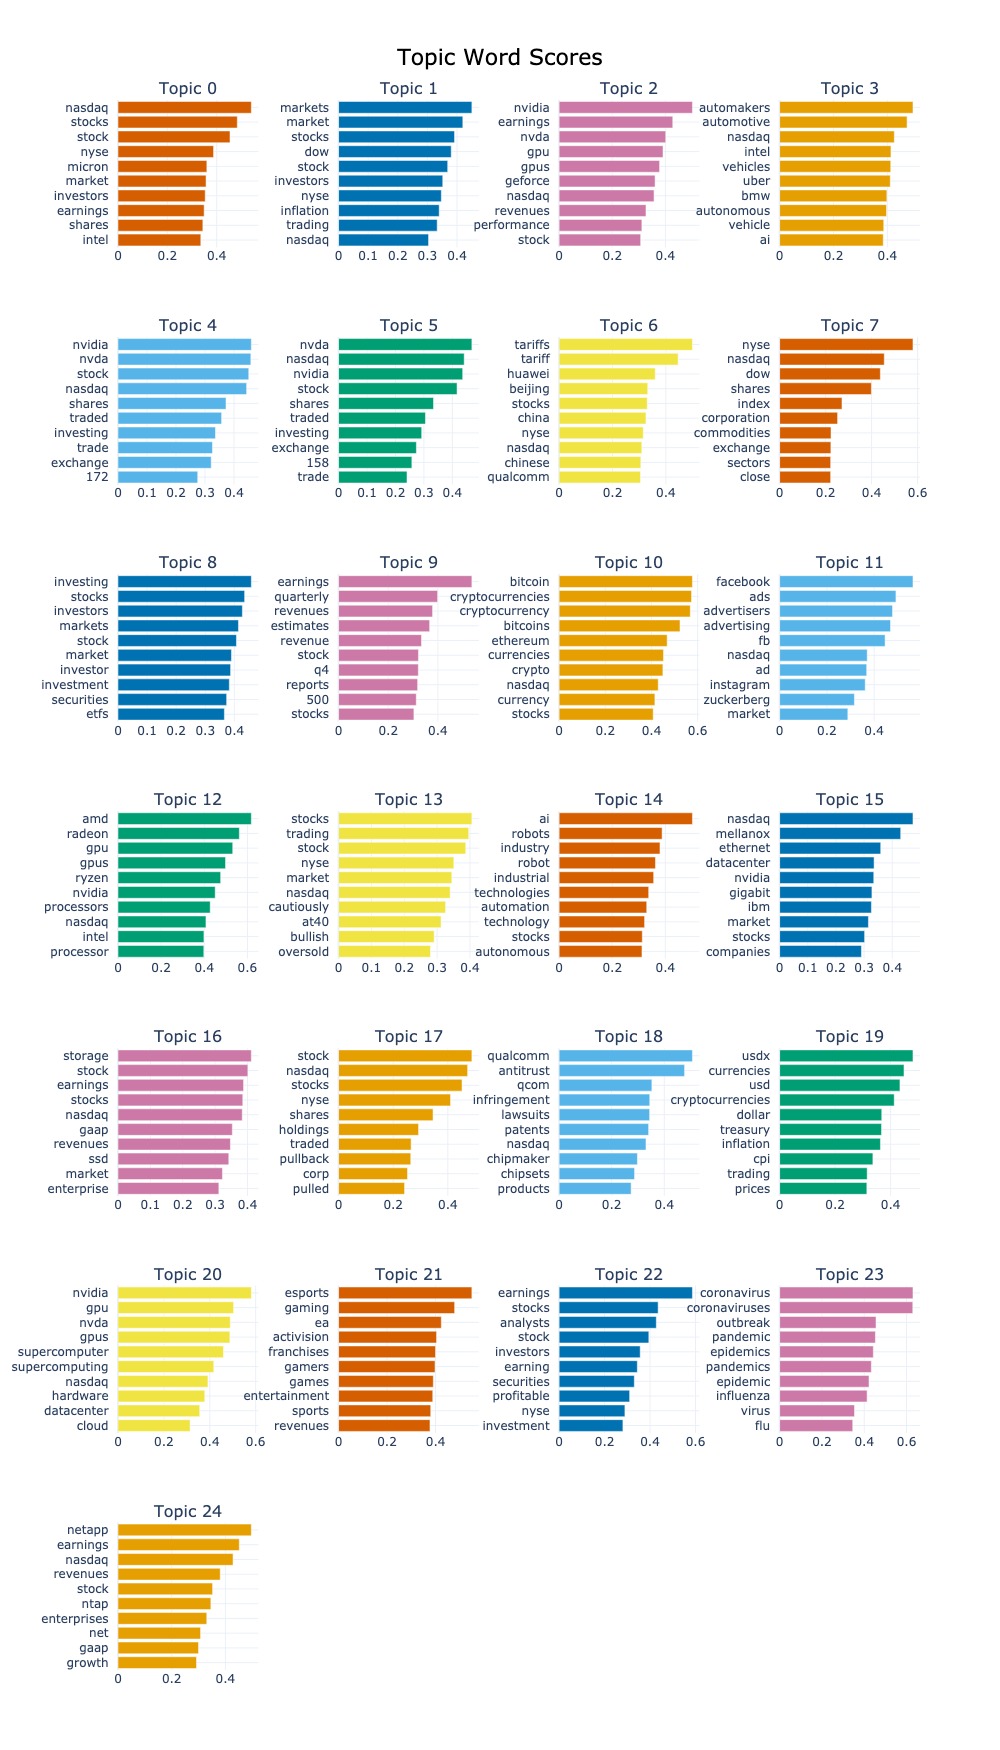 Topic Word Scores
Topic 0
nasdaq
stocks
stock
nyse
micron
market
investors
earnings
shares
intel
0 0.2 0.4
Topic 1
markets
market
stocks
dow
stock
investors
nyse
inflation
trading
nasdaq
0 0.1 0.2 0.3 0.4
Topic 2
nvidia
earnings
nvda
gpu
gpus
geforce
nasdaq
revenues
performance
stock
0 0.2 0.4
Topic 3
automakers
automotive
nasdaq
intel
vehicles
uber
bmw
autonomous
vehicle
ai
0 0.2 0.4
Topic 4
nvidia
nvda
stock
nasdaq
shares
traded
investing
trade
exchange
172
0 0.1 0.2 0.3 0.4
Topic 5
nvda
nasdaq
nvidia
stock
shares
traded
investing
exchange
158
trade
0 0.1 0.2 0.3 0.4
Topic 6
tariffs
tariff
huawei
beijing
stocks
china
nyse
nasdaq
chinese
qualcomm
0 0.2 0.4
Topic 7
nyse
nasdaq
dow
shares
index
corporation
commodities
exchange
sectors
close
0 0.2 0.4 0.6
Topic 8
investing
stocks
investors
markets
stock
market
investor
investment
securities
etfs
0 0.1 0.2 0.3 0.4
Topic 9
earnings
quarterly
revenues
estimates
revenue
stock
q4
reports
500
stocks
0 0.2 0.4
Topic 10
bitcoin
cryptocurrencies
cryptocurrency
bitcoins
ethereum
currencies
crypto
nasdaq
currency
stocks
0 0.2 0.4 0.6
Topic 11
facebook
ads
advertisers
advertising
fb
nasdaq
ad
instagram
zuckerberg
market
0 0.2 0.4
Topic 12
amd
radeon
gpu
gpus
ryzen
nvidia
processors
nasdaq
intel
processor
0 0.2 0.4 0.6
Topic 13
stocks
trading
stock
nyse
market
nasdaq
cautiously
at40
bullish
oversold
0 0.1 0.2 0.3 0.4
Topic 14
ai
robots
industry
robot
industrial
technologies
automation
technology
stocks
autonomous
0 0.2 0.4
Topic 15
nasdaq
mellanox
ethernet
datacenter
nvidia
gigabit
ibm
market
stocks
companies
0 0.1 0.2 0.3 0.4
Topic 16
storage
stock
earnings
stocks
nasdaq
gaap
revenues
ssd
market
enterprise
0 0.1 0.2 0.3 0.4
Topic 17
stock
nasdaq
stocks
nyse
shares
holdings
traded
pullback
corp
pulled
0 0.2 0.4
Topic 18
qualcomm
antitrust
qcom
infringement
lawsuits
patents
nasdaq
chipmaker
chipsets
products
0 0.2 0.4
Topic 19
usdx
currencies
usd
cryptocurrencies
dollar
treasury
inflation
cpi
trading
prices
0 0.2 0.4
Topic 20
nvidia
gpu
nvda
gpus
supercomputer
supercomputing
nasdaq
hardware
datacenter
cloud
0 0.2 0.4 0.6
Topic 21
esports
gaming
ea
activision
franchises
gamers
games
entertainment
sports
revenues
0 0.2 0.4
Topic 22
earnings
stocks
analysts
stock
investors
earning
securities
profitable
nyse
investment
0 0.2 0.4 0.6
Topic 23
coronavirus
coronaviruses
outbreak
pandemic
epidemics
pandemics
epidemic
influenza
virus
flu
0 0.2 0.4 0.6
Topic 24
netapp
earnings
nasdaq
revenues
stock
ntap
enterprises
net
gaap
growth
0 0.2 0.4